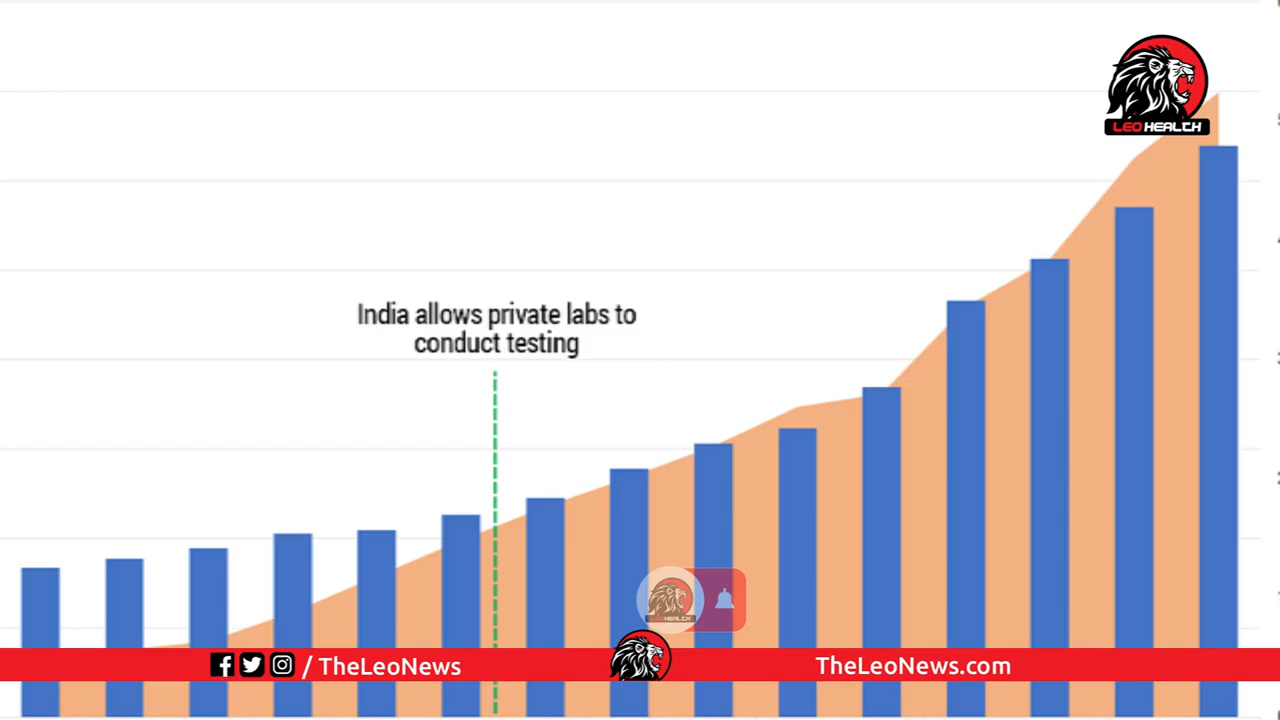 LEO HEALTH
India allows private labs to
conduct testing
/ TheLeoNews
TheLeoNews.com